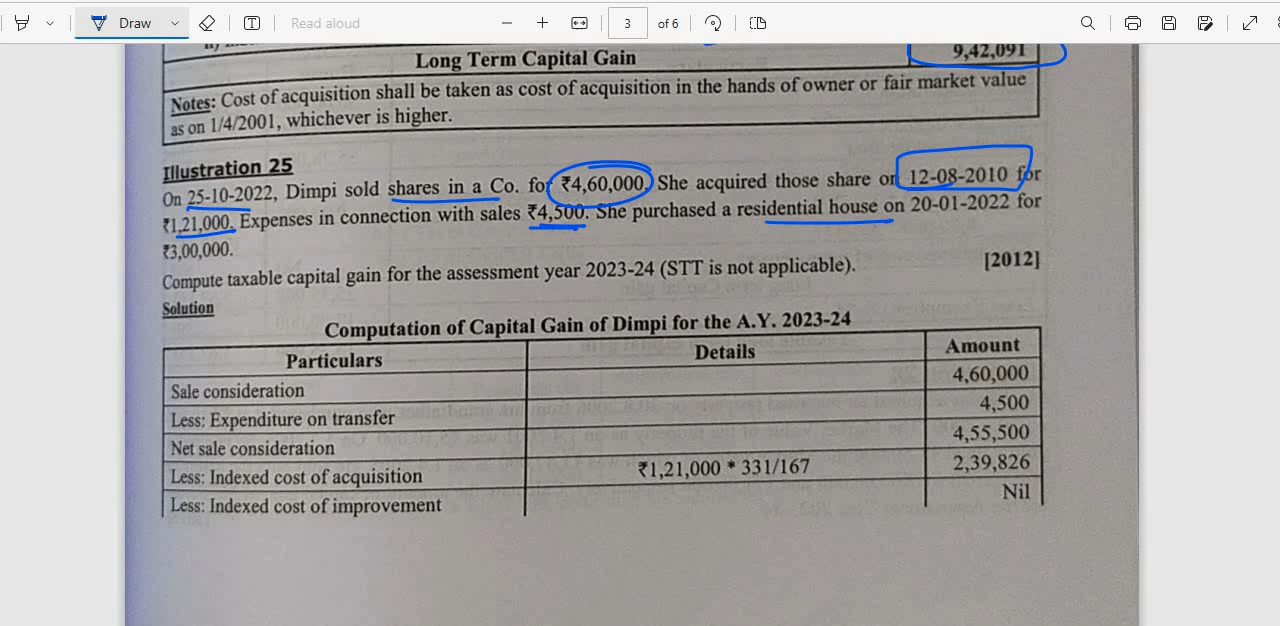 Draw
Read aloud
3 of 6
Long Term Capital Gain 9,42,091
Notes: Cost of acquisition shall be taken as cost of acquisition in the hands of owner or fair market value
as on 1/4/2001, whichever is higher.
Illustration 25
On 25-10-2022, Dimpi sold shares in a Co. for ₹4,60,000. She acquired those share on 12-08-2010 for
₹1,21,000. Expenses in connection with sales ₹4,500. She purchased a residential house on 20-01-2022 for
₹3,00,000.
Compute taxable capital gain for the assessment year 2023-24 (STT is not applicable). [2012]
Solution
Computation of Capital Gain of Dimpi for the A.Y. 2023-24
Particulars Details Amount
Sale consideration 4,60,000
Less: Expenditure on transfer 4,500
Net sale consideration 4,55,500
Less: Indexed cost of acquisition ₹1,21,000 * 331/167 2,39,826
Less: Indexed cost of improvement Nil